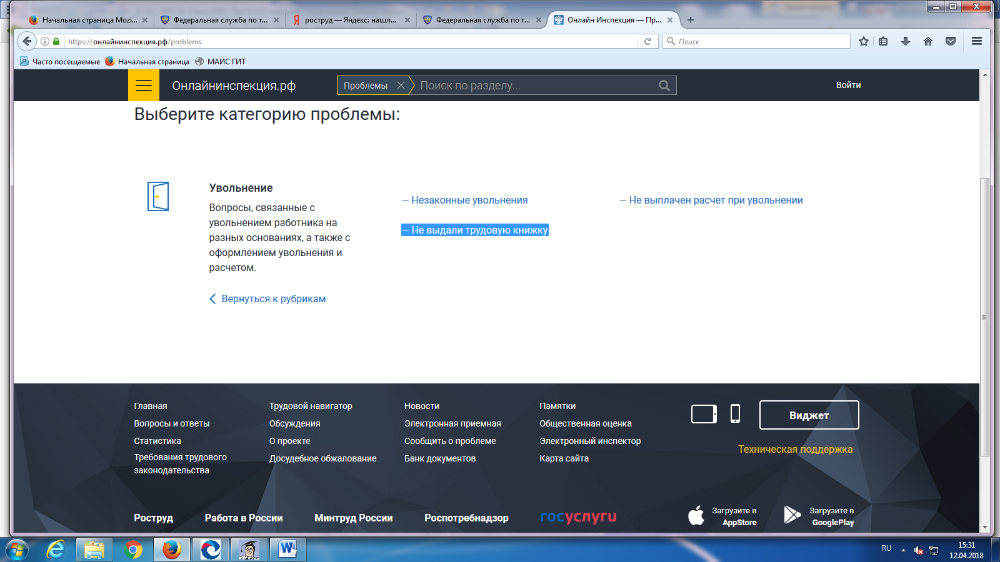 Начальная страница Mozi...
Федеральная служба по т...
роструд — Яндекс: нашл...
Федеральная служба по т...
Онлайн Инспекция — Пр...
https://онлайнинспекция.рф/problems
Поиск
Часто посещаемые
Начальная страница
МАИС ГИТ
Онлайнинспекция.рф
Проблемы
Поиск по разделу...
Войти
Выберите категорию проблемы:
Увольнение
Вопросы, связанные с
увольнением работника на
разных основаниях, а также с
оформлением увольнения и
расчетом.
— Незаконные увольнения
— Не выплачен расчет при увольнении
— Не выдали трудовую книжку
Вернуться к рубрикам
Главная
Трудовой навигатор
Новости
Памятки
Вопросы и ответы
Обсуждения
Электронная приемная
Общественная оценка
Статистика
О проекте
Сообщить о проблеме
Электронный инспектор
Требования трудового
законодательства
Досудебное обжалование
Банк документов
Карта сайта
Виджет
Техническая поддержка
Роструд
Работа в России
Минтруд России
Роспотребнадзор
госуслуги
Загрузите в
AppStore
Загрузите в
GooglePlay
RU
15:31
12.04.2018